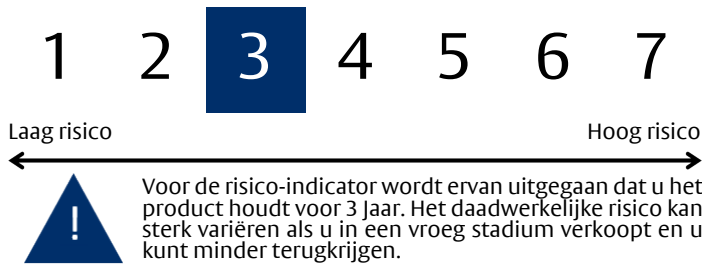 1 2 3 4 5 6 7
Laag risico Hoog risico
!
Voor de risico-indicator wordt ervan uitgegaan dat u het
product houdt voor 3 Jaar. Het daadwerkelijke risico kan
sterk variëren als u in een vroeg stadium verkoopt en u
kunt minder terugkrijgen.